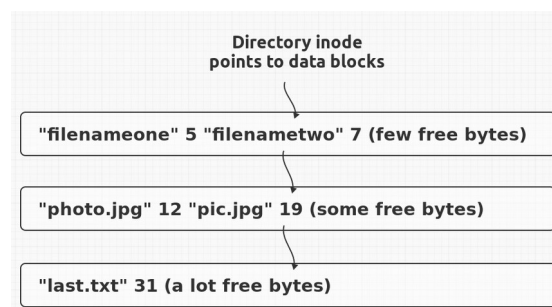 Directory inode
points to data blocks
"filenameone" 5 "filenametwo" 7 (few free bytes)
"photo.jpg" 12 "pic.jpg" 19 (some free bytes)
"last.txt" 31 (a lot free bytes)